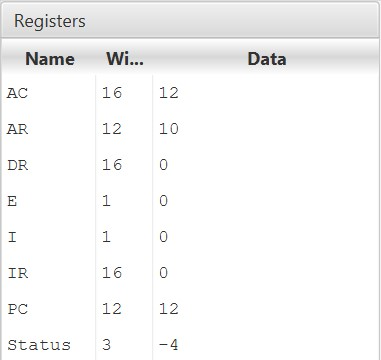 Registers
Name Wi... Data
AC 16 12
AR 12 10
DR 16 0
E 1 0
I 1 0
IR 16 0
PC 12 12
Status 3 -4